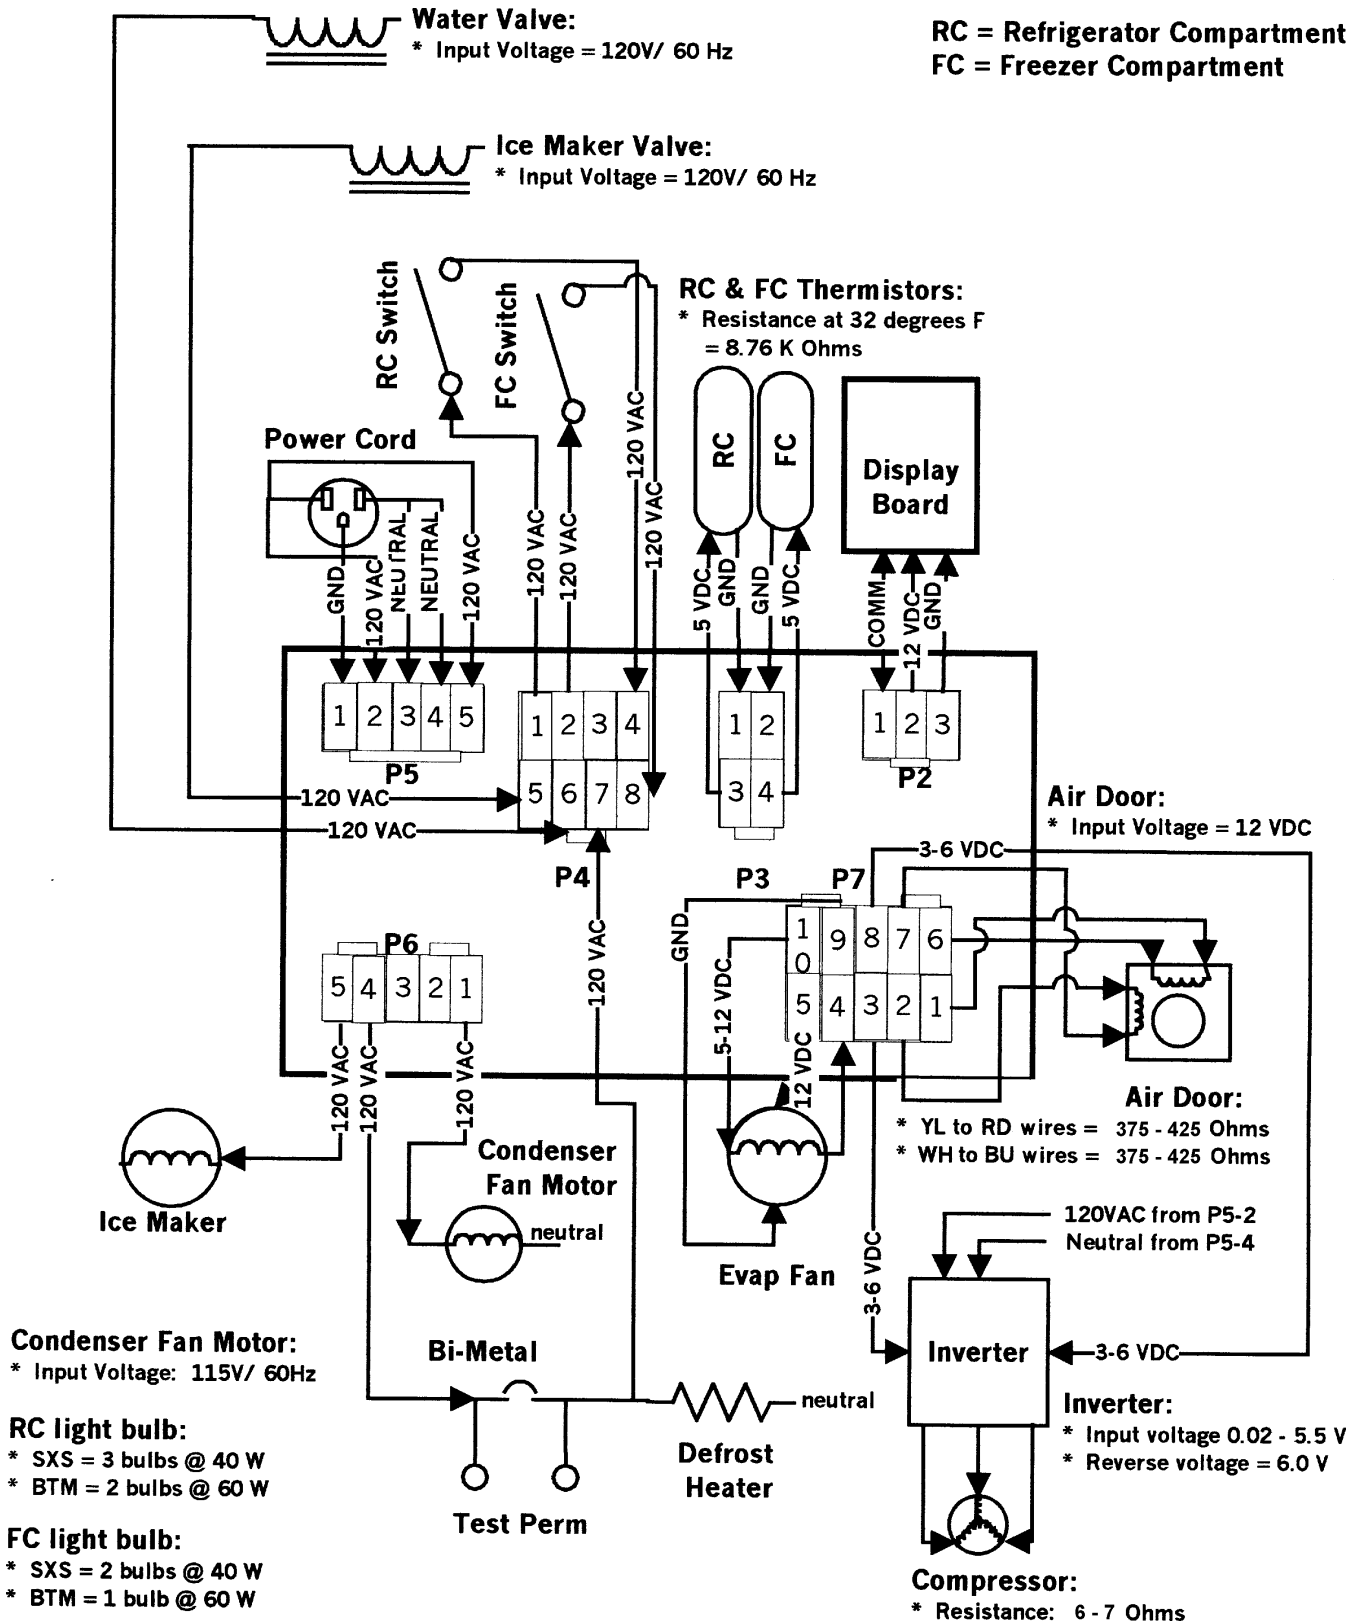 Water Valve:
* Input Voltage = 120V/ 60 Hz
RC = Refrigerator Compartment
FC = Freezer Compartment
Ice Maker Valve:
* Input Voltage = 120V/ 60 Hz
RC Switch
FC Switch
RC & FC Thermistors:
* Resistance at 32 degrees F
= 8.76 K Ohms
Power Cord
RC
FC
Display
Board
GND
120 VAC
NEUTRAL
NEUTRAL
120 VAC
120 VAC
120 VAC
120 VAC
120 VAC
5 VDC
GND
GND
5 VDC
COMM
12 VDC
GND
1 2 3 4 5
P5
1 2 3 4
5 6 7 8
P4
1 2
3 4
P3
1 2 3
P2
120 VAC
120 VAC
Air Door:
* Input Voltage = 12 VDC
3-6 VDC
P7
10 9 8 7 6
5 4 3 2 1
GND
5-12 VDC
12 VDC
120 VAC
P6
5 4 3 2 1
120 VAC
120 VAC
120 VAC
Air Door:
* YL to RD wires = 375 - 425 Ohms
* WH to BU wires = 375 - 425 Ohms
Ice Maker
Condenser
Fan Motor
neutral
Evap Fan
3-6 VDC
120VAC from P5-2
Neutral from P5-4
Inverter
3-6 VDC
Condenser Fan Motor:
* Input Voltage: 115V/ 60Hz
Bi-Metal
neutral
Defrost
Heater
Test Perm
Inverter:
* Input voltage 0.02 - 5.5 V
* Reverse voltage = 6.0 V
RC light bulb:
* SXS = 3 bulbs @ 40 W
* BTM = 2 bulbs @ 60 W
FC light bulb:
* SXS = 2 bulbs @ 40 W
* BTM = 1 bulb @ 60 W
Compressor:
* Resistance: 6 - 7 Ohms